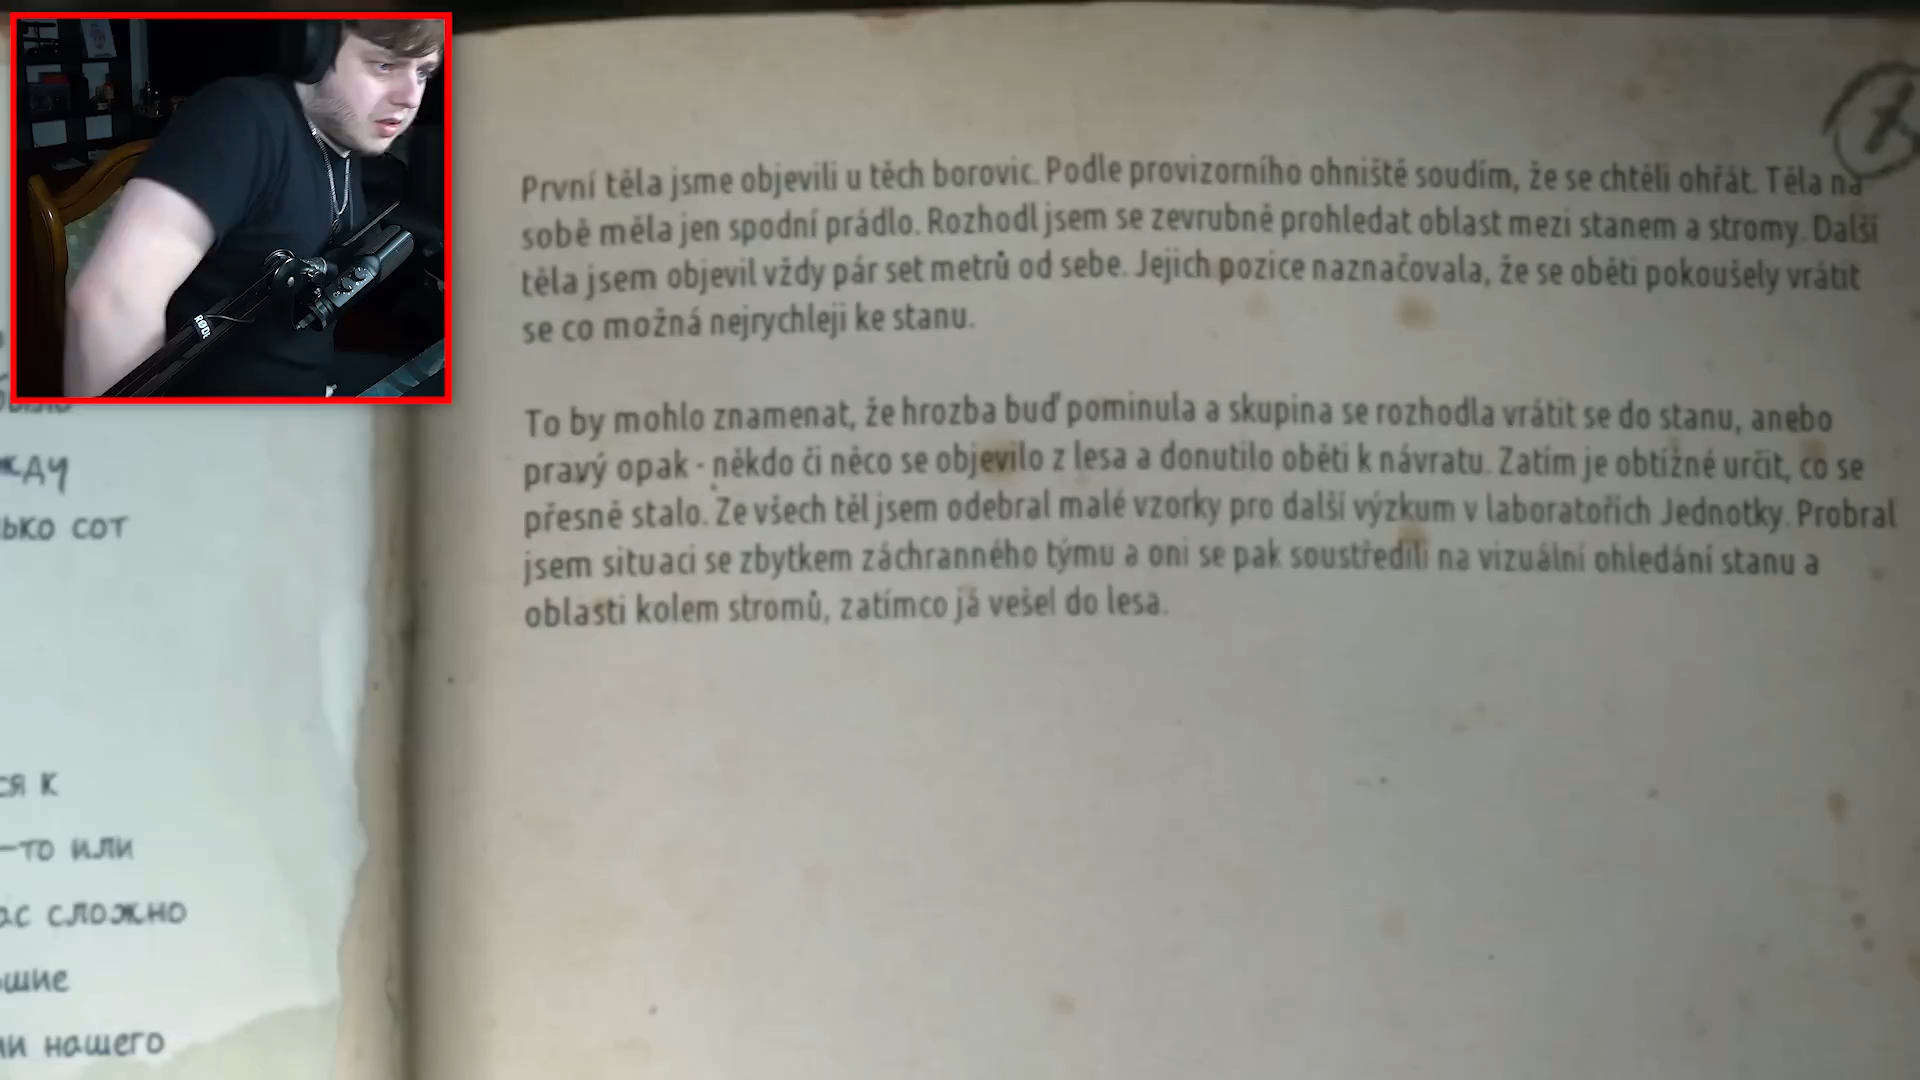 První těla jsme objevili u těch borovic. Podle provizorního ohniště soudím, že se chtěli ohřát. Těla na
sobě měla jen spodní prádlo. Rozhodl jsem se zevrubně prohledat oblast mezi stanem a stromy. Další
těla jsem objevil vždy pár set metrů od sebe. Jejich pozice naznačovala, že se oběti pokoušely vrátit
se co možná nejrychleji ke stanu.
To by mohlo znamenat, že hrozba buď pominula a skupina se rozhodla vrátit se do stanu, anebo
pravý opak - někdo či něco se objevilo z lesa a donutilo oběti k návratu. Zatím je obtížné určit, co se
přesně stalo. Ze všech těl jsem odebral malé vzorky pro další výzkum v laboratořích Jednotky. Probral
jsem situaci se zbytkem záchranného týmu a oni se pak soustředili na vizuální ohledání stanu a
oblasti kolem stromů, zatímco já vešel do lesa.
сот
к
-то или
сложно
нашего
RØDE